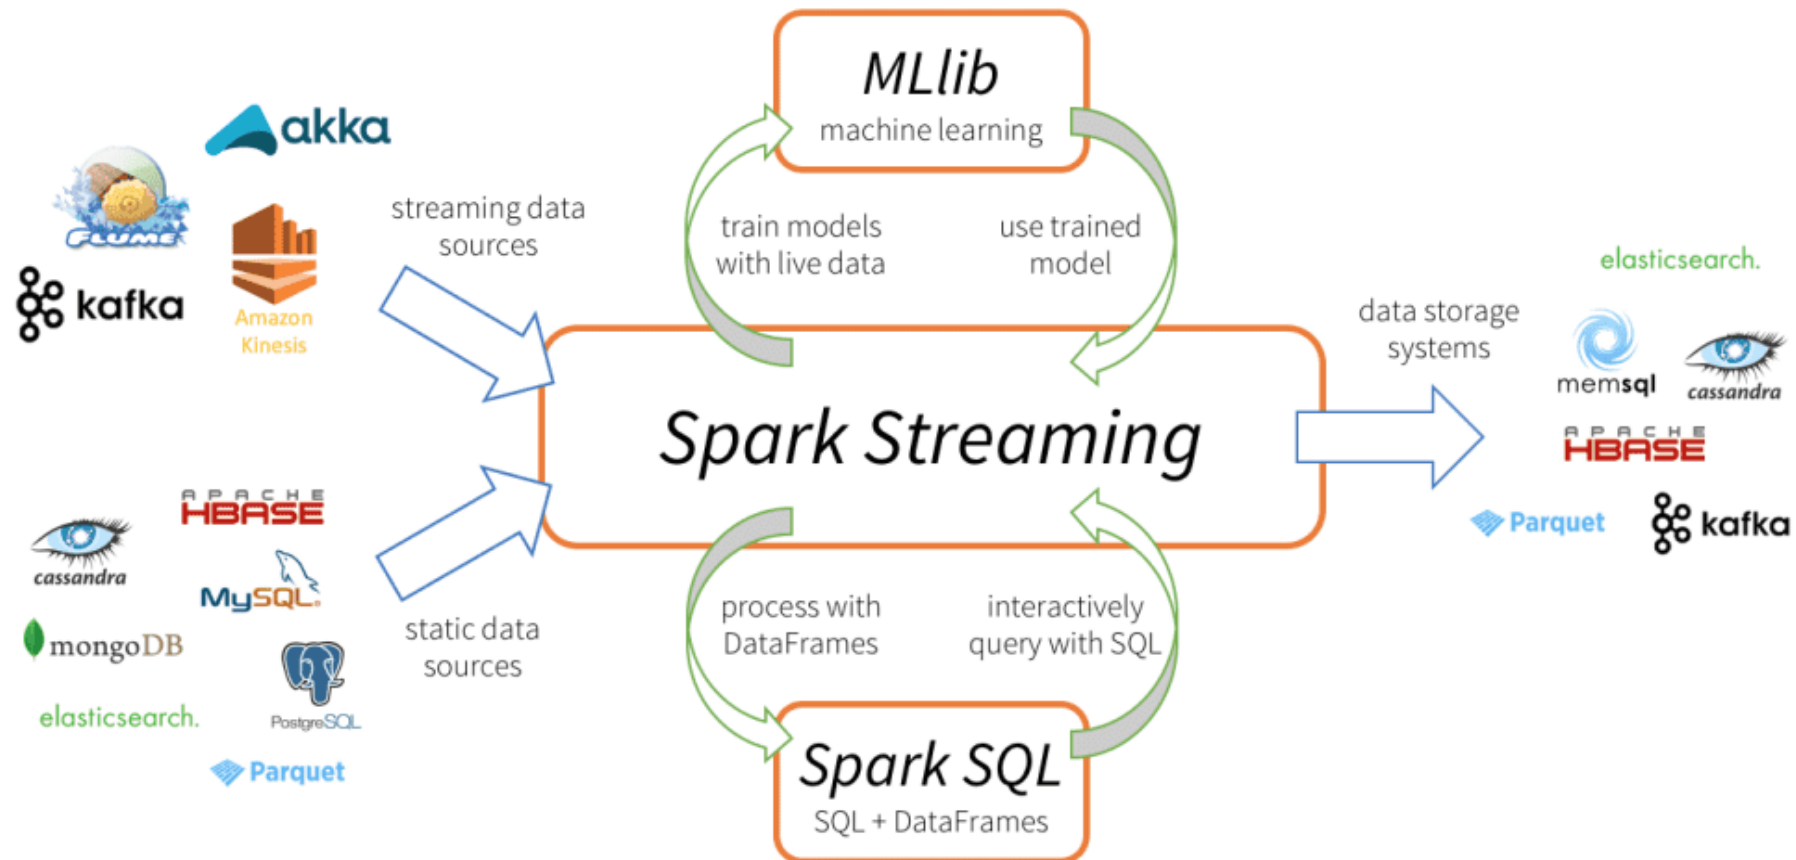 MLlib
machine learning
akka
FLUME
kafka
Amazon
Kinesis
streaming data
sources
train models
with live data
use trained
model
Spark Streaming
APACHE
HBASE
cassandra
MySQL®
mongoDB
PostgreSQL
elasticsearch.
Parquet
static data
sources
process with
DataFrames
interactively
query with SQL
Spark SQL
SQL + DataFrames
data storage
systems
elasticsearch.
memsql
cassandra
APACHE
HBASE
Parquet
kafka